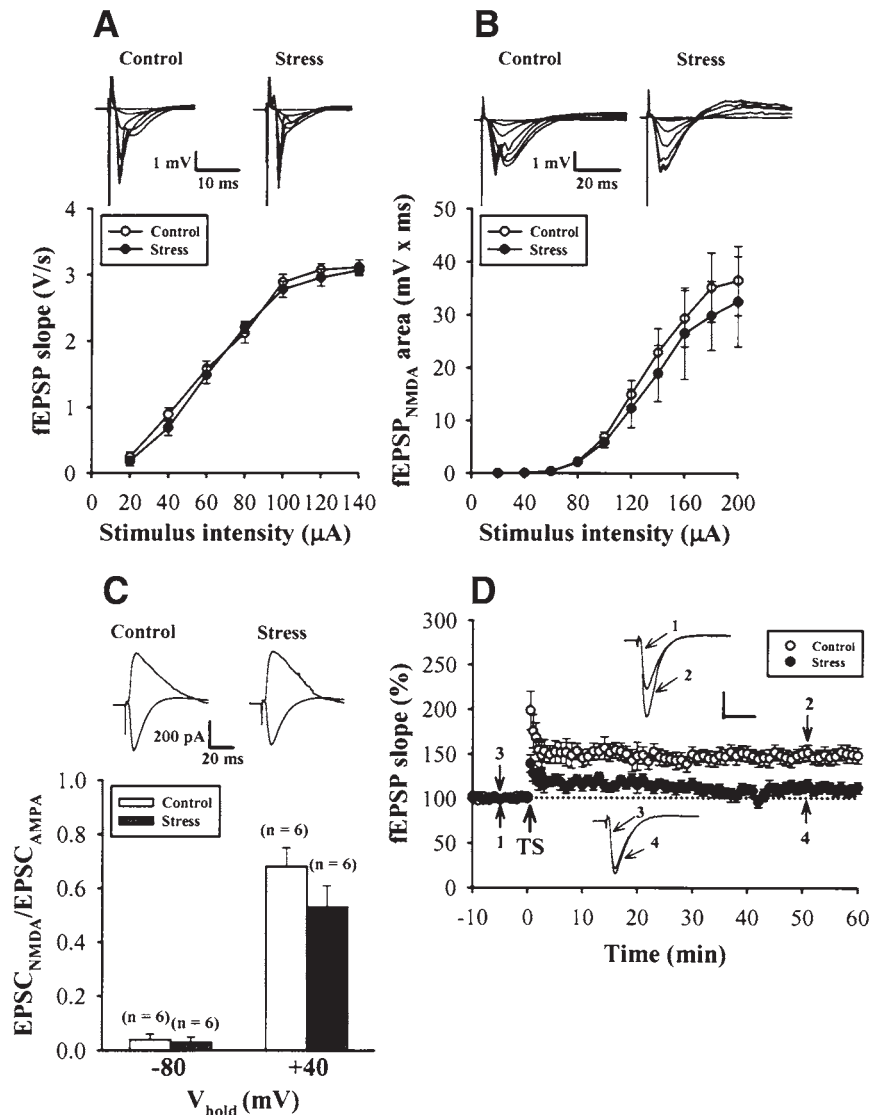 A
Control
Stress
1 mV
10 ms
Control
Stress
fEPSP slope (V/s)
4
3
2
1
0
0 20 40 60 80 100 120 140
Stimulus intensity (μA)
B
Control
Stress
1 mV
20 ms
Control
Stress
fEPSP_NMDA area (mV x ms)
50
40
30
20
10
0
0 40 80 120 160 200
Stimulus intensity (μA)
C
Control
Stress
200 pA
20 ms
Control
Stress
EPSC_NMDA/EPSC_AMPA
1.0
0.8
0.6
0.4
0.2
0.0
(n = 6) (n = 6)
(n = 6)
(n = 6)
-80 +40
V_hold (mV)
D
Control
Stress
fEPSP slope (%)
300
250
200
150
100
50
0
1
2
3
2
1
TS
3
4
4
-10 0 10 20 30 40 50 60
Time (min)